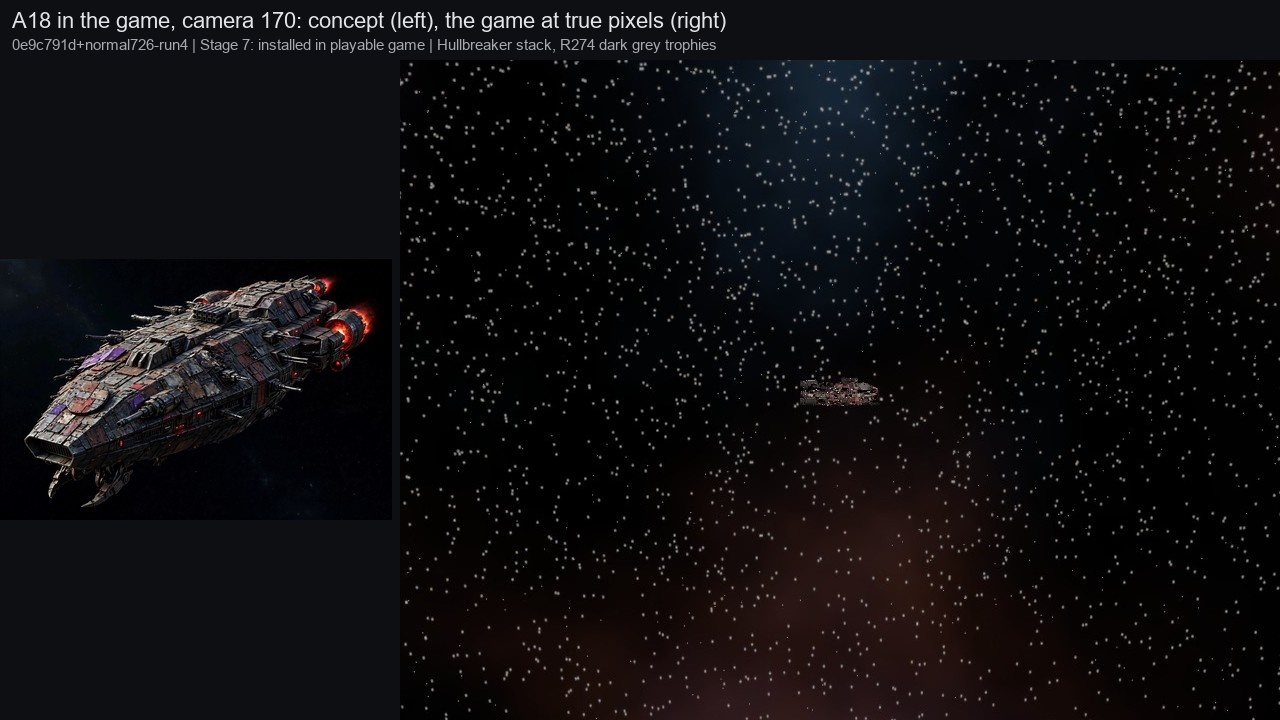 A18 in the game, camera 170: concept (left), the game at true pixels (right)
0e9c791d+normal726-run4 | Stage 7: installed in playable game | Hullbreaker stack, R274 dark grey trophies